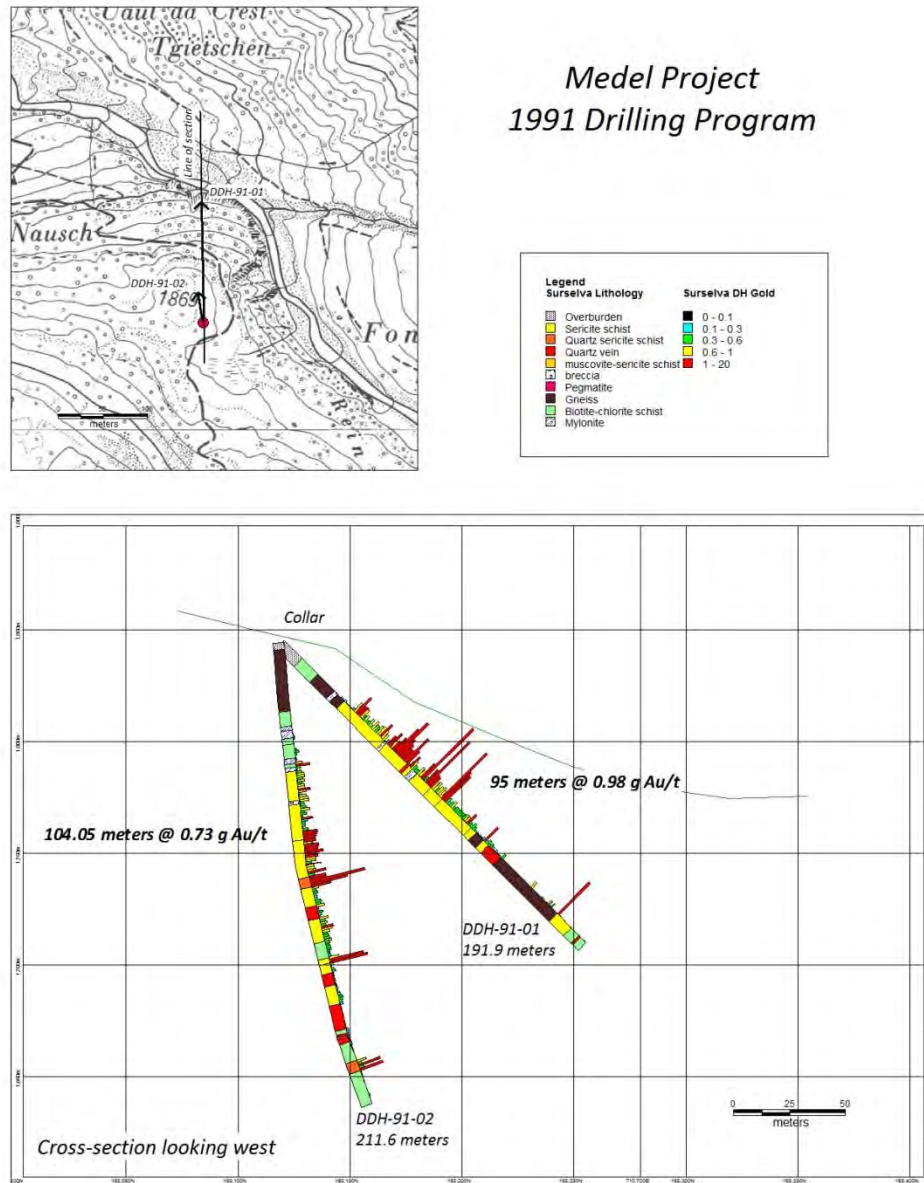 Uaul da Crest
Tgietschen
Line of section
DDH-91-01
Nausch
DDH-91-02
1869
Fon
Rein
meters
Medel Project
1991 Drilling Program
Legend
Surselva Lithology
Surselva DH Gold
Overburden
0 - 0.1
Sericite schist
0.1 - 0.3
Quartz sericite schist
0.3 - 0.6
Quartz vein
0.6 - 1
muscovite-sericite schist
1 - 20
breccia
Pegmatite
Gneiss
Biotite-chlorite schist
Mylonite
Collar
95 meters @ 0.98 g Au/t
104.05 meters @ 0.73 g Au/t
DDH-91-01
191.9 meters
0 25 50
meters
DDH-91-02
211.6 meters
Cross-section looking west